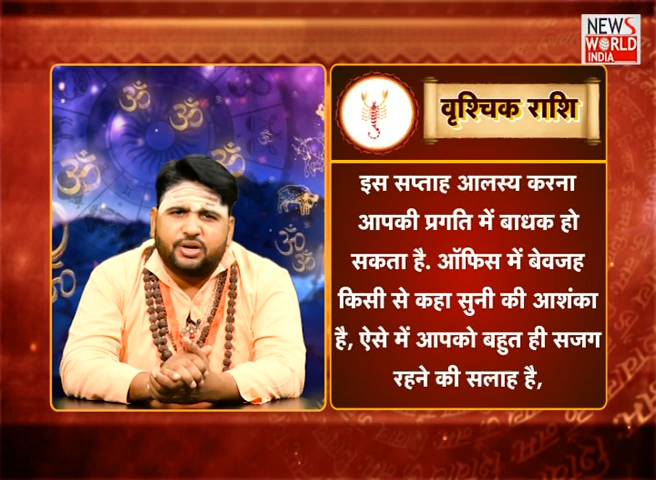 NEWS
WORLD
INDIA
वृश्चिक राशि
इस सप्ताह आलस्य करना
आपकी प्रगति में बाधक हो
सकता है. ऑफिस में बेवजह
किसी से कहा सुनी की आशंका
है, ऐसे में आपको बहुत ही सजग
रहने की सलाह है,
ॐ
ॐ
ॐ
ॐ
ॐ